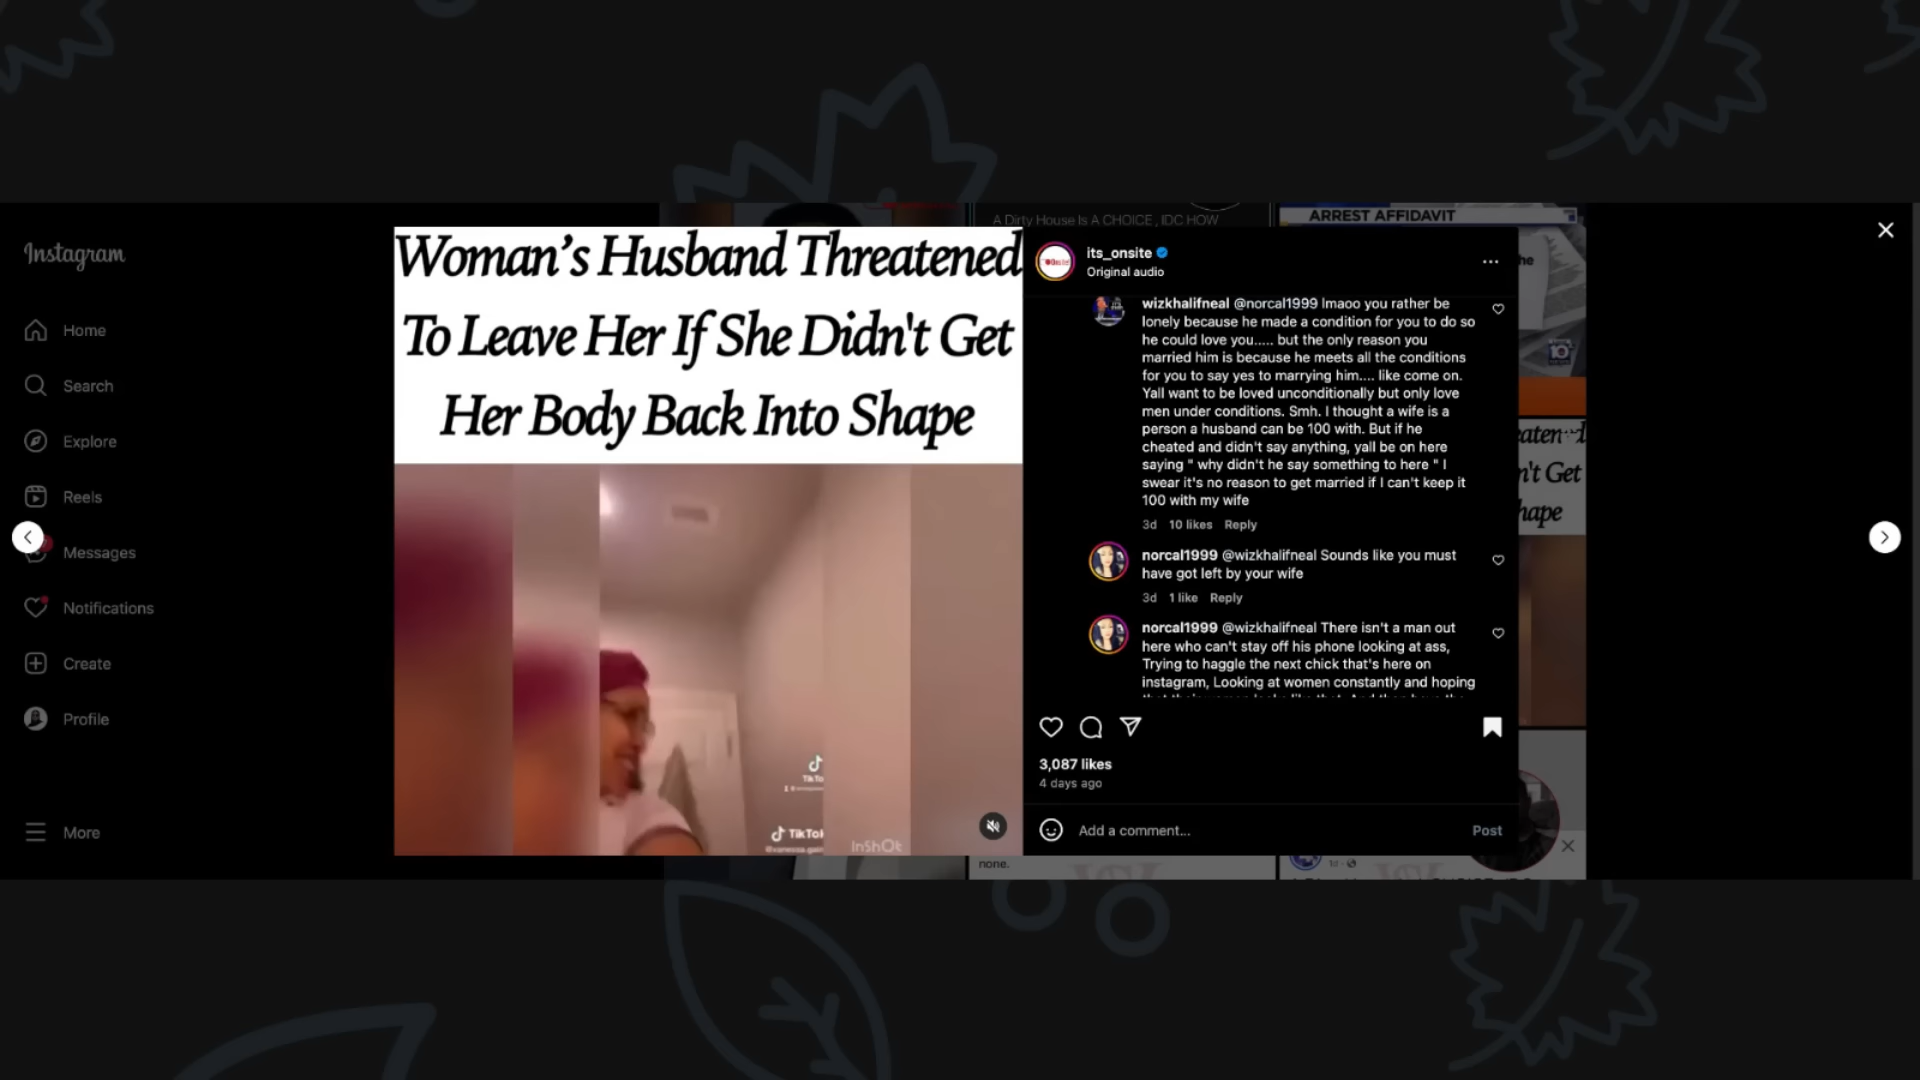 Instagram
Home
Search
Explore
Reels
Messages
Notifications
Create
Profile
More
A Dirty House Is A CHOICE , IDC HOW
ARREST AFFIDAVIT
Woman's Husband Threatened
To Leave Her If She Didn't Get
Her Body Back Into Shape
TikTok
InShOt
its_onsite
Original audio
wizkhalifneal @norcal1999 lmaoo you rather be
lonely because he made a condition for you to do so
he could love you..... but the only reason you
married him is because he meets all the conditions
for you to say yes to marrying him.... like come on.
Yall want to be loved unconditionally but only love
men under conditions. Smh. I thought a wife is a
person a husband can be 100 with. But if he
cheated and didn't say anything, yall be on here
saying " why didn't he say something to here " I
swear it's no reason to get married if I can't keep it
100 with my wife
3d 10 likes Reply
norcal1999 @wizkhalifneal Sounds like you must
have got left by your wife
3d 1 like Reply
norcal1999 @wizkhalifneal There isn't a man out
here who can't stay off his phone looking at ass,
Trying to haggle the next chick that's here on
instagram, Looking at women constantly and hoping
3,087 likes
4 days ago
Add a comment...
Post
he
10
n't Get
hape
none.
1d